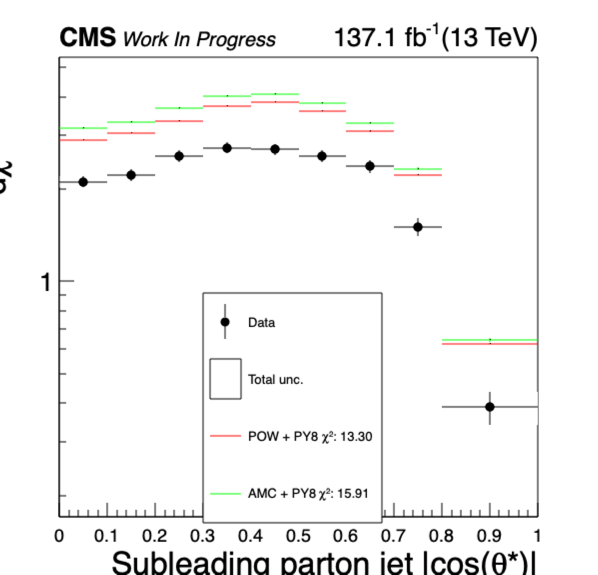 CMS Work In Progress 137.1 fb⁻¹(13 TeV)
1
Data
Total unc.
POW + PY8 χ²: 13.30
AMC + PY8 χ²: 15.91
0 0.1 0.2 0.3 0.4 0.5 0.6 0.7 0.8 0.9 1
Subleading parton jet |cos(θ*)|